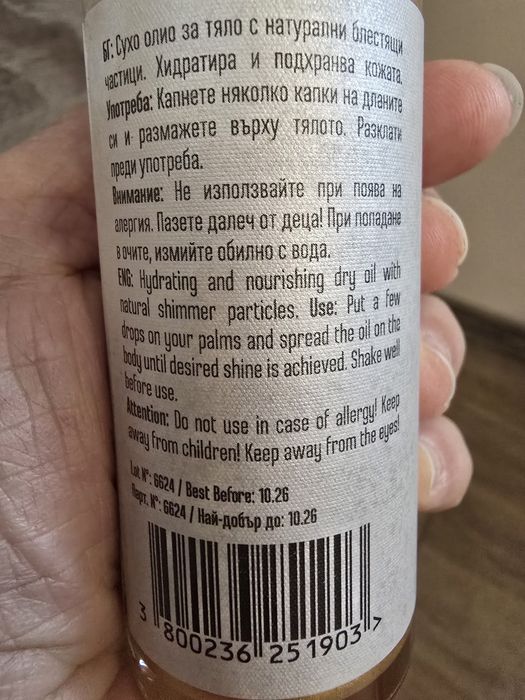 БГ: Сухо олио за тяло с натурални блестящи
частици. Хидратира и подхранва кожата.
Употреба: Капнете няколко капки на дланите
си и размажете върху тялото. Разклати
преди употреба.
Внимание: Не използвайте при поява на
алергия. Пазете далеч от деца! При попадане
в очите, измийте обилно с вода.
ENG: Hydrating and nourishing dry oil with
natural shimmer particles. Use: Put a few
drops on your palms and spread the oil on the
body until desired shine is achieved. Shake well
before use.
Attention: Do not use in case of allergy! Keep
away from children! Keep away from the eyes!
Lot №: 6624 / Best Before: 10.26
Парт. №: 6624 / Най-добър до: 10.26
3 800236 251903 >